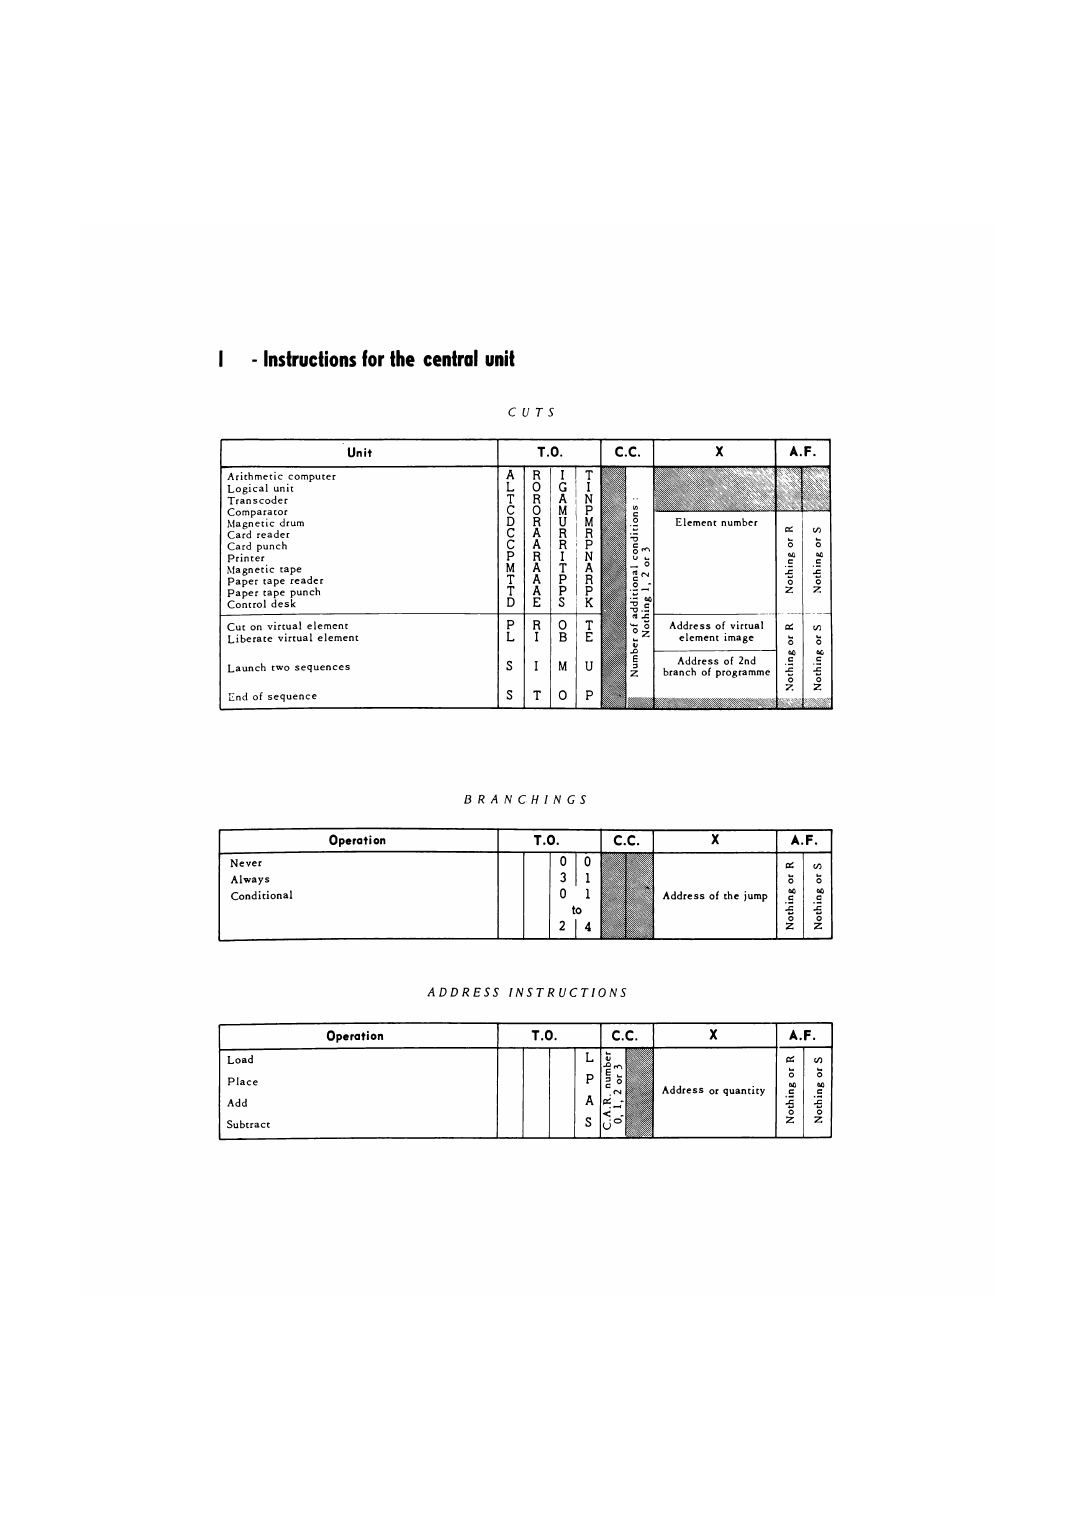 I - Instructions for the central unit
CUTS
Unit T.O. C.C. X A.F.
Arithmetic computer A R I T
Logical unit L O G I
Transcoder T R A N
Comparator C O M P
Magnetic drum D R U M Element number
Card reader C A R R
Card punch C A R P
Printer P R I N
Magnetic tape M A T A
Paper tape reader T A P R
Paper tape punch T A P P
Control desk D E S K
Number of additional conditions :
Nothing 1, 2 or 3
Nothing or R
Nothing or S
Cut on virtual element P R O T Address of virtual
Liberate virtual element L I B E element image
Launch two sequences S I M U Address of 2nd
branch of programme
End of sequence S T O P
Nothing or R
Nothing or S
BRANCHINGS
Operation T.O. C.C. X A.F.
Never 0 0
Always 3 1
Conditional 0 1 Address of the jump
to
2 4
Nothing or R
Nothing or S
ADDRESS INSTRUCTIONS
Operation T.O. C.C. X A.F.
Load L
Place P
Add A Address or quantity
Subtract S
C.A.R. number
0, 1, 2 or 3
Nothing or R
Nothing or S